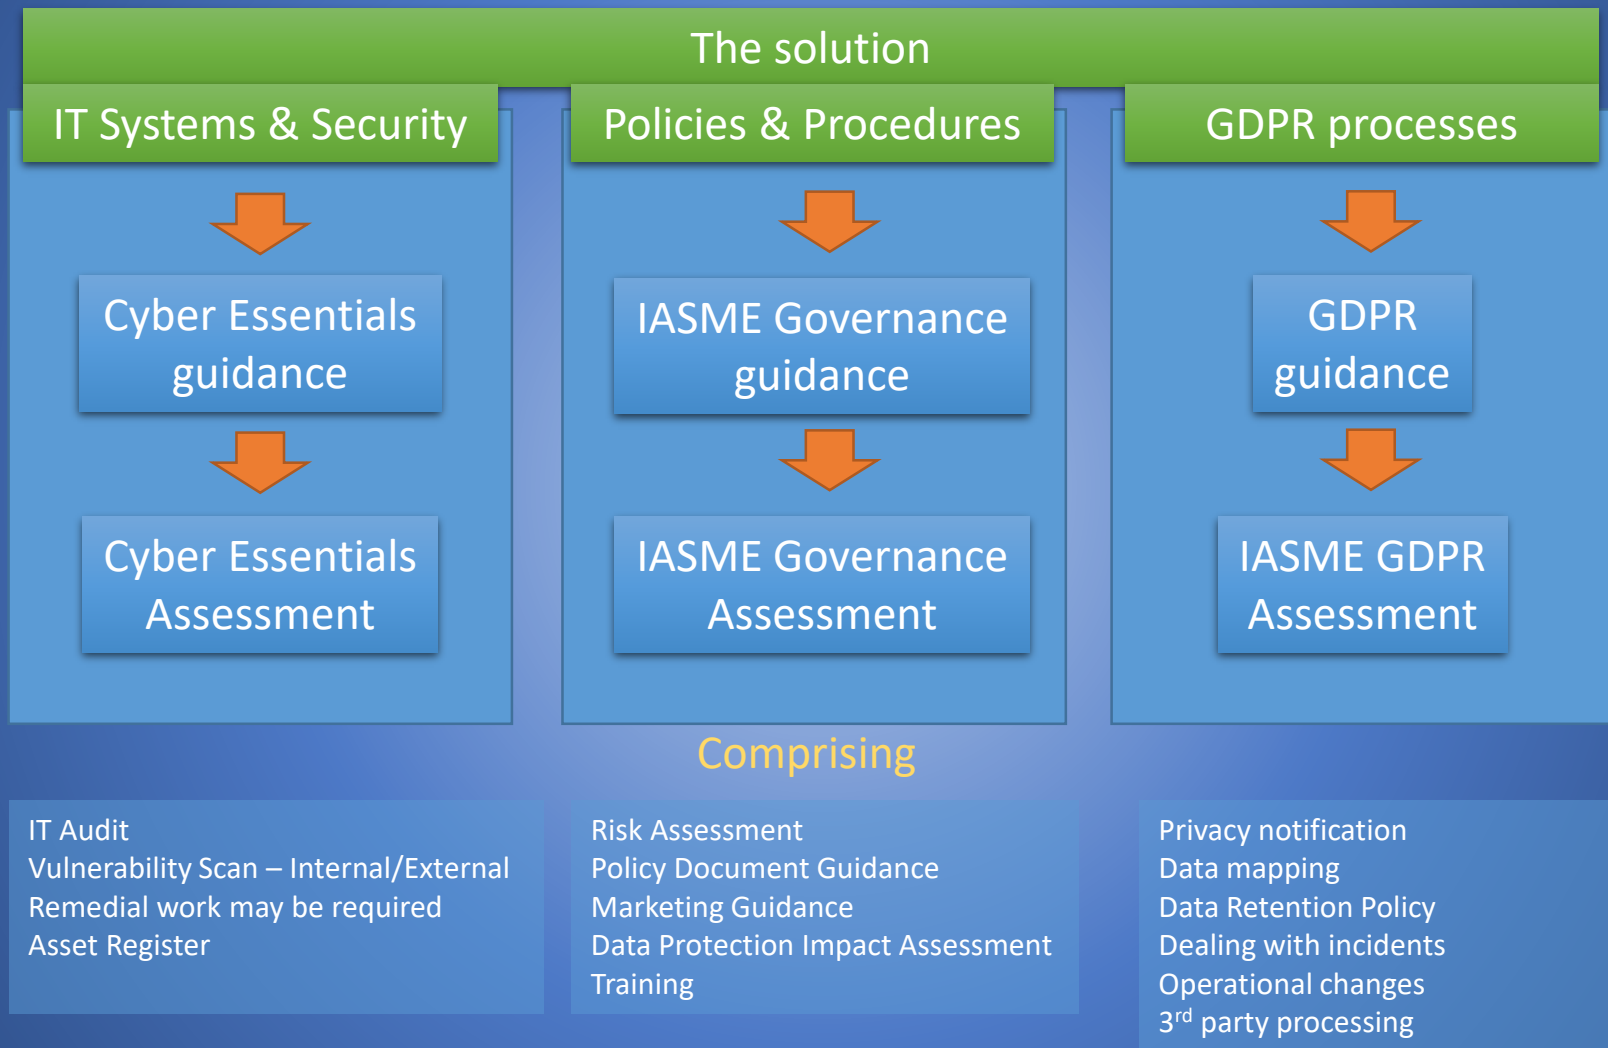 The solution
IT Systems & Security
Policies & Procedures
GDPR processes
Cyber Essentials
guidance
IASME Governance
guidance
GDPR
guidance
Cyber Essentials
Assessment
IASME Governance
Assessment
IASME GDPR
Assessment
Comprising
IT Audit
Vulnerability Scan – Internal/External
Remedial work may be required
Asset Register
Risk Assessment
Policy Document Guidance
Marketing Guidance
Data Protection Impact Assessment
Training
Privacy notification
Data mapping
Data Retention Policy
Dealing with incidents
Operational changes
3rd party processing